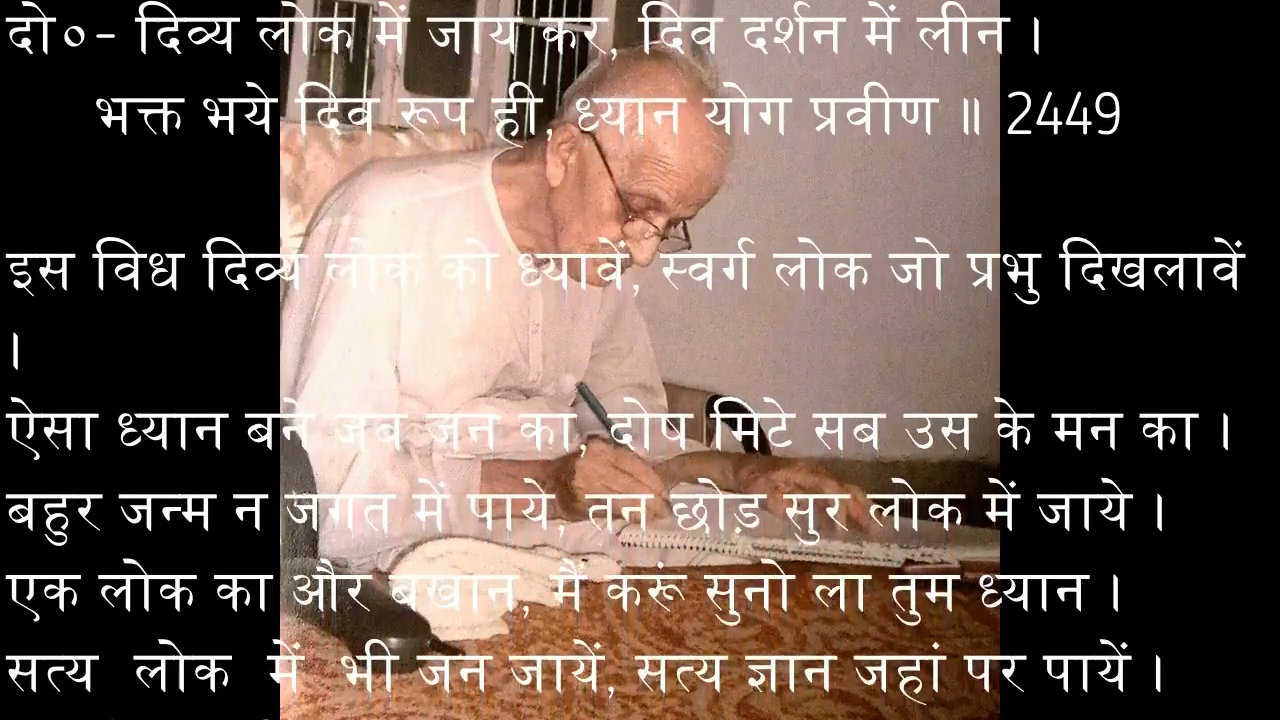 दो०- दिव्य लोक में जाय कर, दिव दर्शन में लीन ।
भक्त भये दिव रूप ही, ध्यान योग प्रवीण ॥ 2449
इस विध दिव्य लोक को ध्यावें, स्वर्ग लोक जो प्रभु दिखलावें
।
ऐसा ध्यान बने जब जन का, दोष मिटे सब उस के मन का ।
बहुर जन्म न जगत में पाये, तन छोड़ सुर लोक में जाये ।
एक लोक का और बखान, मैं करूं सुनो ला तुम ध्यान ।
सत्य लोक में भी जन जायें, सत्य ज्ञान जहां पर पायें ।